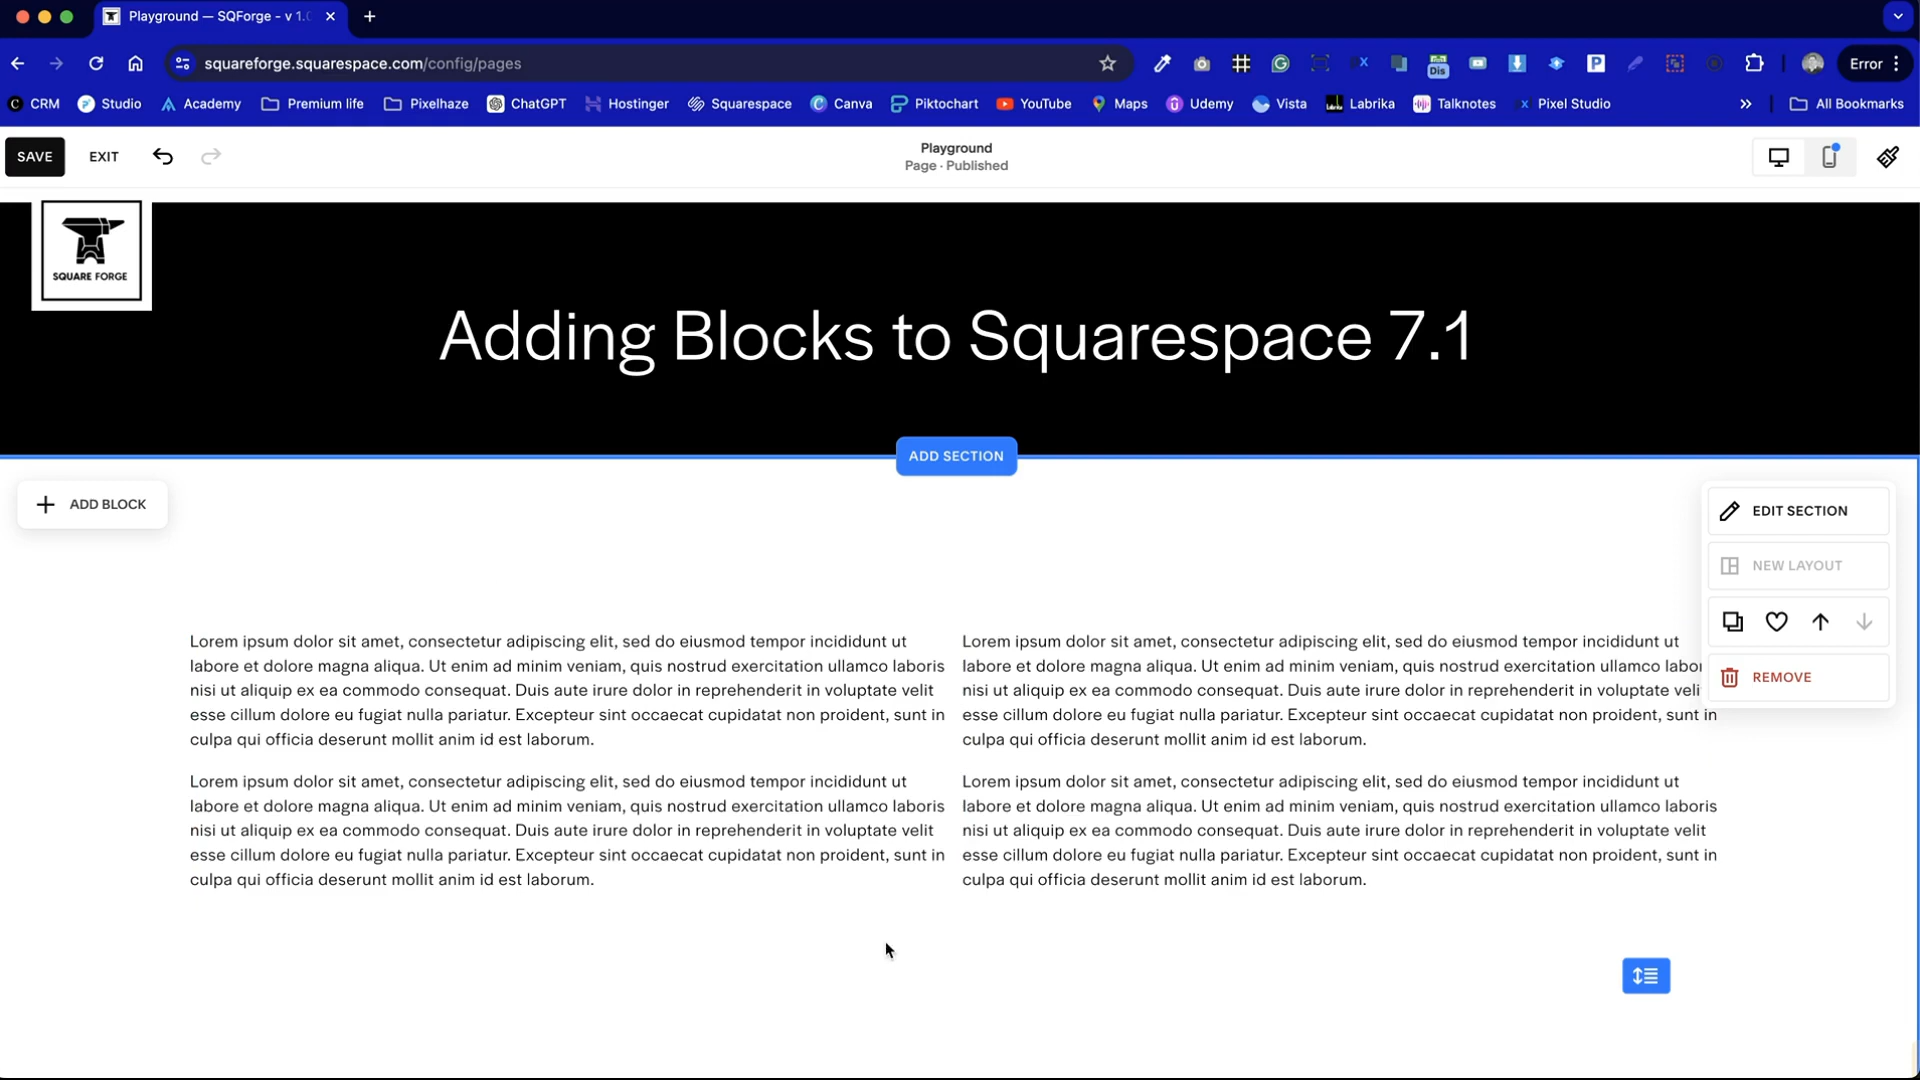 Playground — SQForge - v 1.0
squareforge.squarespace.com/config/pages
Error
CRM Studio Academy Premium life Pixelhaze ChatGPT Hostinger Squarespace Canva Piktochart YouTube Maps Udemy Vista Labrika Talknotes Pixel Studio » All Bookmarks
SAVE EXIT
Playground
Page · Published
SQUARE FORGE
Adding Blocks to Squarespace 7.1
ADD SECTION
ADD BLOCK
EDIT SECTION
NEW LAYOUT
REMOVE
Lorem ipsum dolor sit amet, consectetur adipiscing elit, sed do eiusmod tempor incididunt ut
labore et dolore magna aliqua. Ut enim ad minim veniam, quis nostrud exercitation ullamco laboris
nisi ut aliquip ex ea commodo consequat. Duis aute irure dolor in reprehenderit in voluptate velit
esse cillum dolore eu fugiat nulla pariatur. Excepteur sint occaecat cupidatat non proident, sunt in
culpa qui officia deserunt mollit anim id est laborum.
Lorem ipsum dolor sit amet, consectetur adipiscing elit, sed do eiusmod tempor incididunt ut
labore et dolore magna aliqua. Ut enim ad minim veniam, quis nostrud exercitation ullamco labor
nisi ut aliquip ex ea commodo consequat. Duis aute irure dolor in reprehenderit in voluptate veli
esse cillum dolore eu fugiat nulla pariatur. Excepteur sint occaecat cupidatat non proident, sunt in
culpa qui officia deserunt mollit anim id est laborum.
Lorem ipsum dolor sit amet, consectetur adipiscing elit, sed do eiusmod tempor incididunt ut
labore et dolore magna aliqua. Ut enim ad minim veniam, quis nostrud exercitation ullamco laboris
nisi ut aliquip ex ea commodo consequat. Duis aute irure dolor in reprehenderit in voluptate velit
esse cillum dolore eu fugiat nulla pariatur. Excepteur sint occaecat cupidatat non proident, sunt in
culpa qui officia deserunt mollit anim id est laborum.
Lorem ipsum dolor sit amet, consectetur adipiscing elit, sed do eiusmod tempor incididunt ut
labore et dolore magna aliqua. Ut enim ad minim veniam, quis nostrud exercitation ullamco laboris
nisi ut aliquip ex ea commodo consequat. Duis aute irure dolor in reprehenderit in voluptate velit
esse cillum dolore eu fugiat nulla pariatur. Excepteur sint occaecat cupidatat non proident, sunt in
culpa qui officia deserunt mollit anim id est laborum.